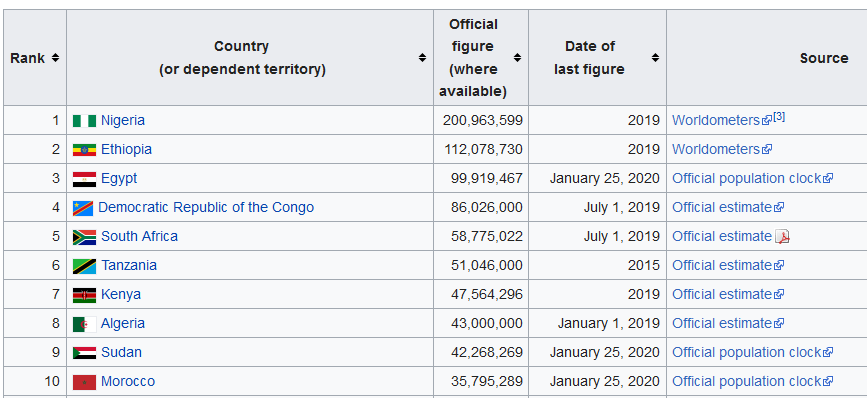 Rank Country (or dependent territory) Official figure (where available) Date of last figure Source
1 Nigeria 200,963,599 2019 Worldometers[3]
2 Ethiopia 112,078,730 2019 Worldometers
3 Egypt 99,919,467 January 25, 2020 Official population clock
4 Democratic Republic of the Congo 86,026,000 July 1, 2019 Official estimate
5 South Africa 58,775,022 July 1, 2019 Official estimate
6 Tanzania 51,046,000 2015 Official estimate
7 Kenya 47,564,296 2019 Official estimate
8 Algeria 43,000,000 January 1, 2019 Official estimate
9 Sudan 42,268,269 January 25, 2020 Official population clock
10 Morocco 35,795,289 January 25, 2020 Official population clock